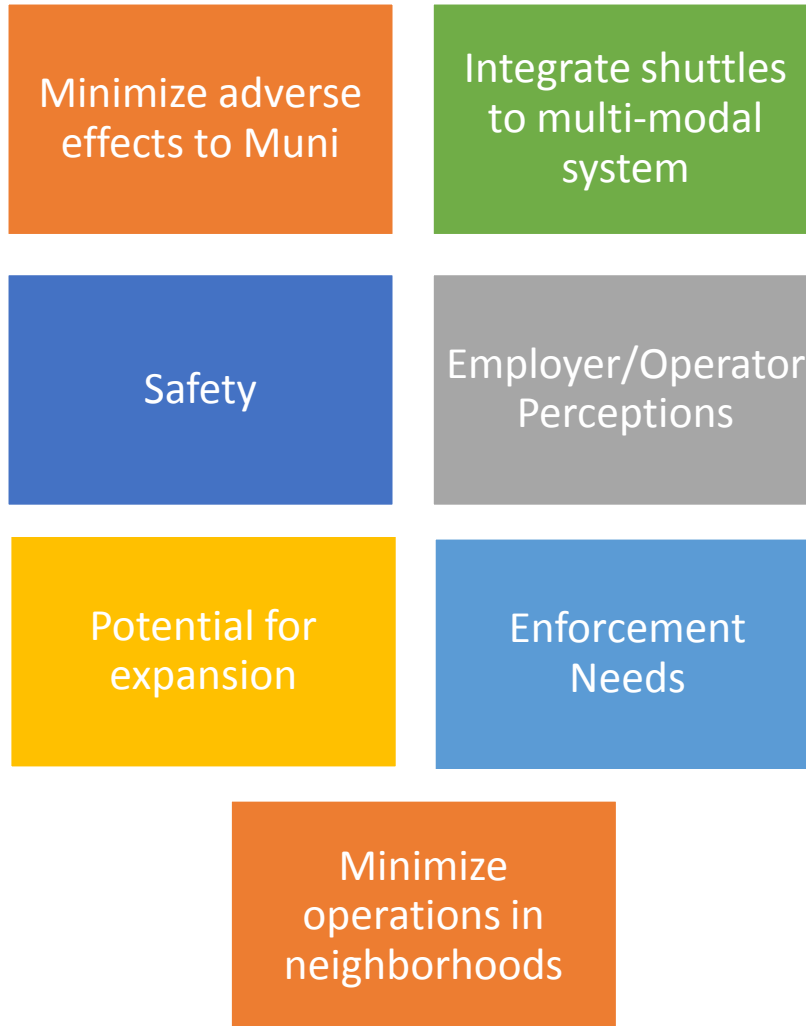 Minimize adverse
effects to Muni
Integrate shuttles
to multi-modal
system
Safety
Employer/Operator
Perceptions
Potential for
expansion
Enforcement
Needs
Minimize
operations in
neighborhoods